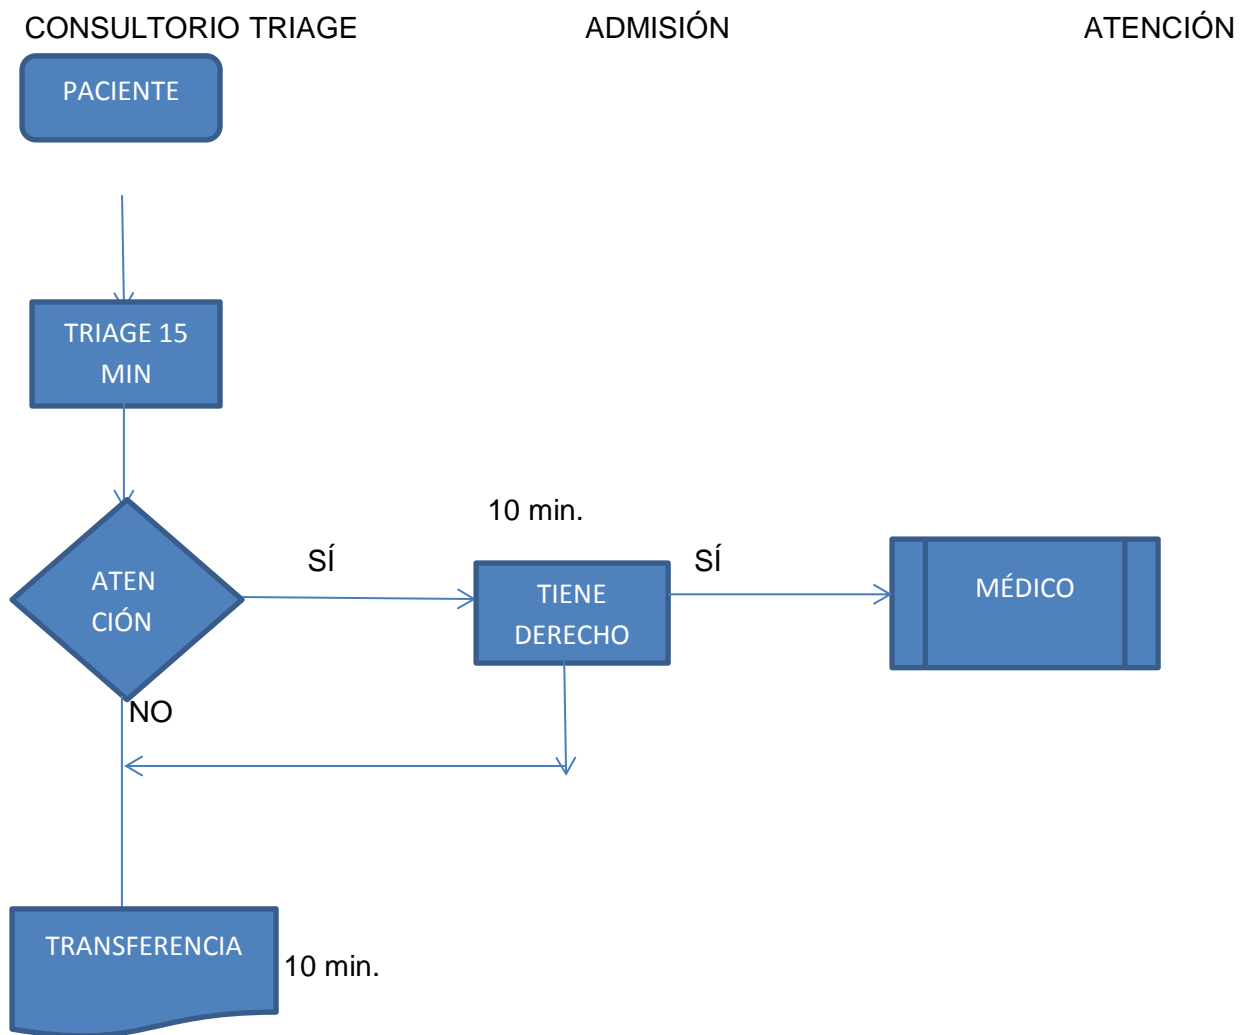 CONSULTORIO TRIAGE
ADMISIÓN
ATENCIÓN
PACIENTE
TRIAGE 15
MIN
10 min.
ATEN
CIÓN
SÍ
TIENE
DERECHO
SÍ
MÉDICO
NO
TRANSFERENCIA
10 min.